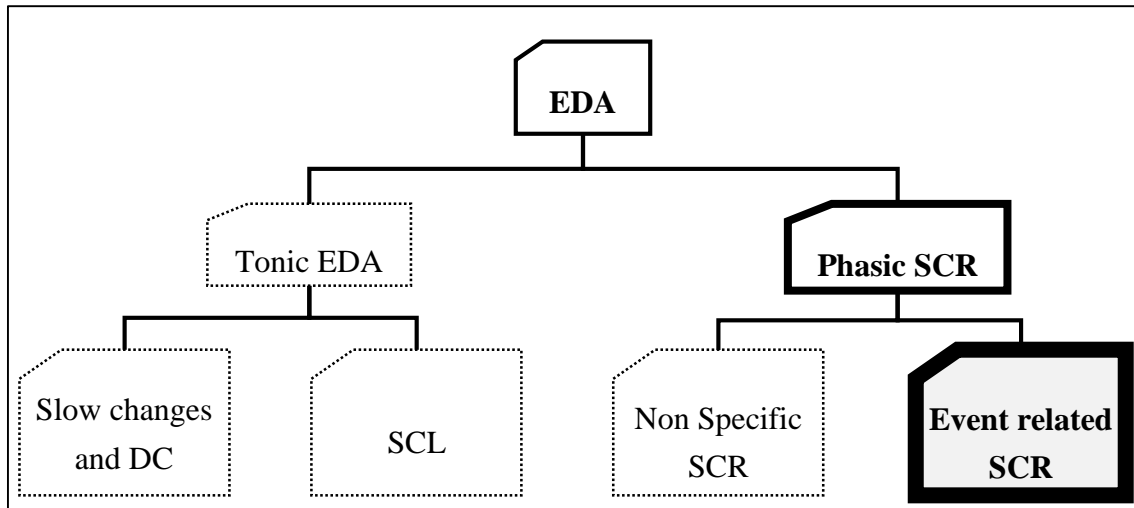 EDA
Tonic EDA
Phasic SCR
Slow changes
and DC
SCL
Non Specific
SCR
Event related
SCR